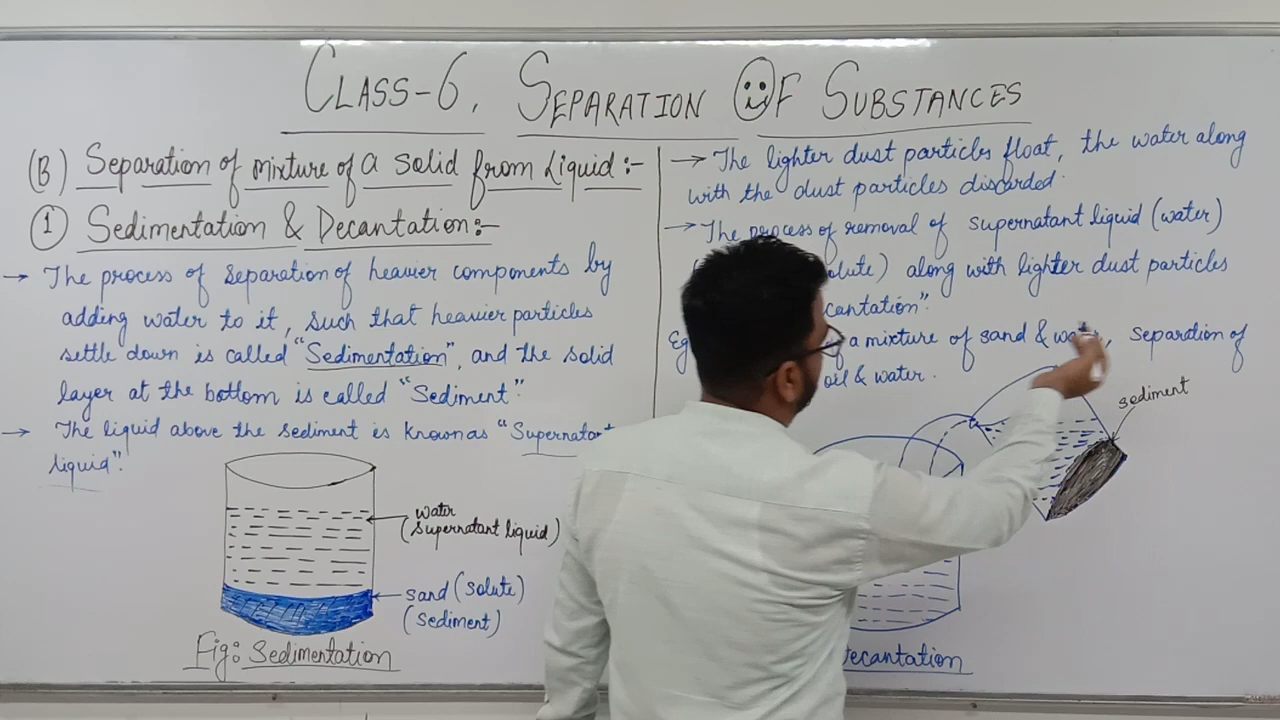 CLASS-6. SEPARATION OF SUBSTANCES
(B) Separation of mixture of a solid from Liquid:-
① Sedimentation & Decantation:-
→ The process of separation of heavier components by
adding water to it, such that heavier particles
settle down is called "Sedimentation", and the solid
layer at the bottom is called "Sediment".
→ The liquid above the sediment is known as "Supernatant
liquid".
water
(supernatant liquid)
sand (solute)
(sediment)
Fig: Sedimentation
→ The lighter dust particles float, the water along
with the dust particles discarded.
→ The process of removal of supernatant liquid (water)
along with lighter dust particles
Eg a mixture of sand & water, separation of
oil & water.
sediment